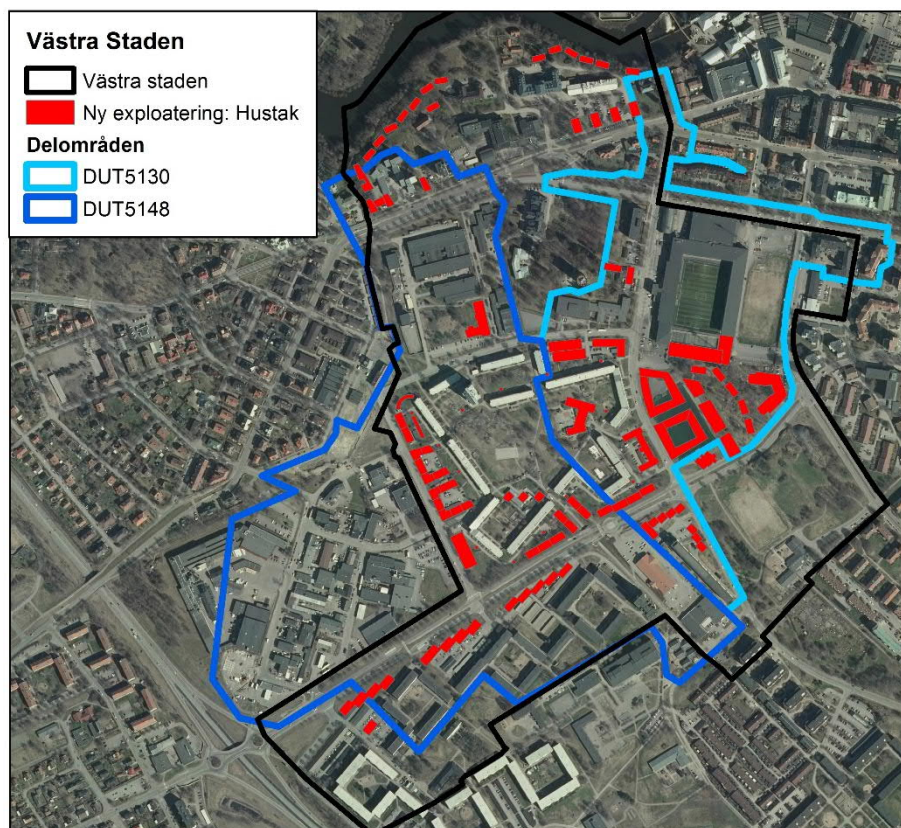 Västra Staden
Västra staden
Ny exploatering: Hustak
Delområden
DUT5130
DUT5148